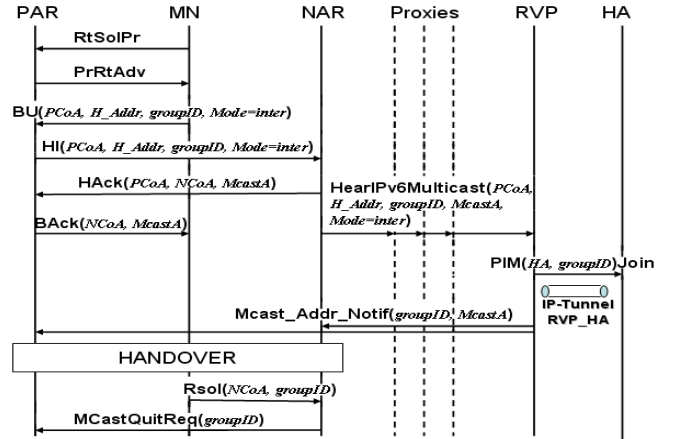 PAR MN NAR Proxies RVP HA
RtSolPr
PrRtAdv
BU(PCoA, H_Addr, groupID, Mode=inter)
HI(PCoA, H_Addr, groupID, Mode=inter)
HAck(PCoA, NCoA, McastA)
HearIPv6Multicast(PCoA,
H_Addr, groupID, McastA,
Mode=inter)
BAck(NCoA, McastA)
PIM(HA, groupID)Join
IP-Tunnel
RVP_HA
Mcast_Addr_Notif(groupID, McastA)
HANDOVER
Rsol(NCoA, groupID)
MCastQuitReq(groupID)